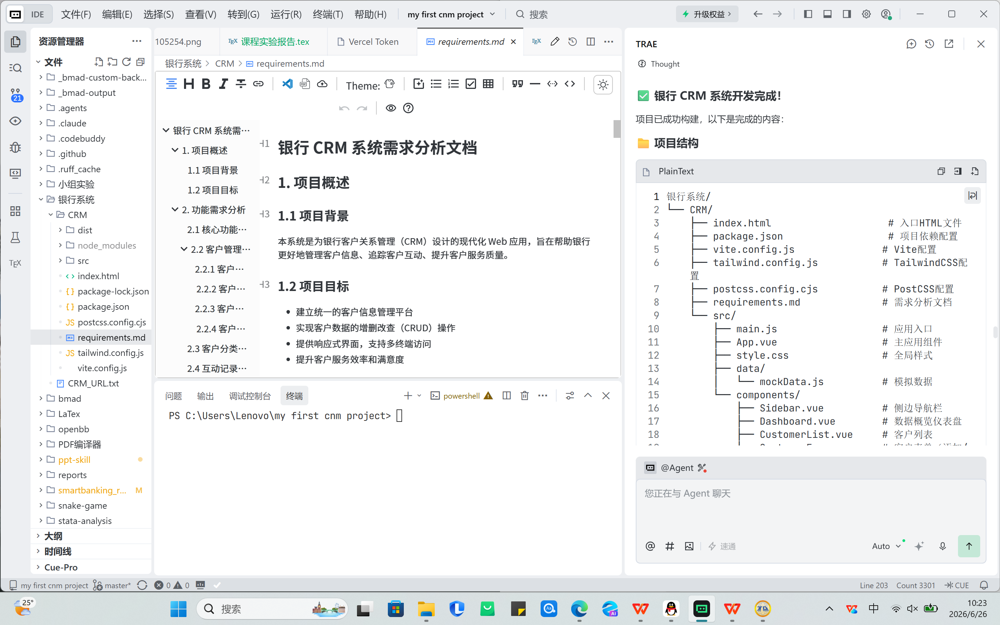 IDE 文件(F) 编辑(E) 选择(S) 查看(V) 转到(G) 运行(R) 终端(T) 帮助(H) my first cnm project 搜索 升级权益
资源管理器
文件
_bmad-custom-back...
_bmad-output
.agents
.claude
.codebuddy
.github
.ruff_cache
小组实验
银行系统
CRM
dist
node_modules
src
index.html
package-lock.json
package.json
postcss.config.cjs
requirements.md
tailwind.config.js
vite.config.js
CRM_URL.txt
bmad
LaTex
openbb
PDF编译器
ppt-skill
reports
smartbanking_r... M
snake-game
stata-analysis
大纲
时间线
Cue-Pro
21
TEX
105254.png TEX 课程实验报告.tex Vercel Token requirements.md TEX
银行系统 > CRM > requirements.md
H B I Theme:
PDF
银行 CRM 系统需···
1. 项目概述
1.1 项目背景
1.2 项目目标
2. 功能需求分析
2.1 核心功能···
2.2 客户管理···
2.2.1 客户···
2.2.2 客户···
2.2.3 客户···
2.2.4 客户···
2.3 客户分类···
2.4 互动记录···
H1 银行 CRM 系统需求分析文档
H2 1. 项目概述
H3 1.1 项目背景
本系统是为银行客户关系管理（CRM）设计的现代化 Web 应用，旨在帮助银行
更好地管理客户信息、追踪客户互动、提升客户服务质量。
H3 1.2 项目目标
• 建立统一的客户信息管理平台
• 实现客户数据的增删改查（CRUD）操作
• 提供响应式界面，支持多终端访问
• 提升客户服务效率和满意度
问题 输出 调试控制台 终端 powershell
PS C:\Users\Lenovo\my first cnm project>
TRAE
Thought
✅ 银行 CRM 系统开发完成！
项目已成功构建，以下是完成的内容：
项目结构
PlainText
1 银行系统/
2 └── CRM/
3 ├── index.html # 入口HTML文件
4 ├── package.json # 项目依赖配置
5 ├── vite.config.js # Vite配置
6 ├── tailwind.config.js # TailwindCSS配
置
7 ├── postcss.config.cjs # PostCSS配置
8 ├── requirements.md # 需求分析文档
9 └── src/
10 ├── main.js # 应用入口
11 ├── App.vue # 主应用组件
12 ├── style.css # 全局样式
13 ├── data/
14 │ └── mockData.js # 模拟数据
15 └── components/
16 ├── Sidebar.vue # 侧边导航栏
17 ├── Dashboard.vue # 数据概览仪表盘
18 ├── CustomerList.vue # 客户列表
@Agent
您正在与 Agent 聊天
速通 Auto
my first cnm project master* 0 0 Line 203 Count 3301 CUE
25° 搜索 Aa AI 中 10:23
2026/6/26